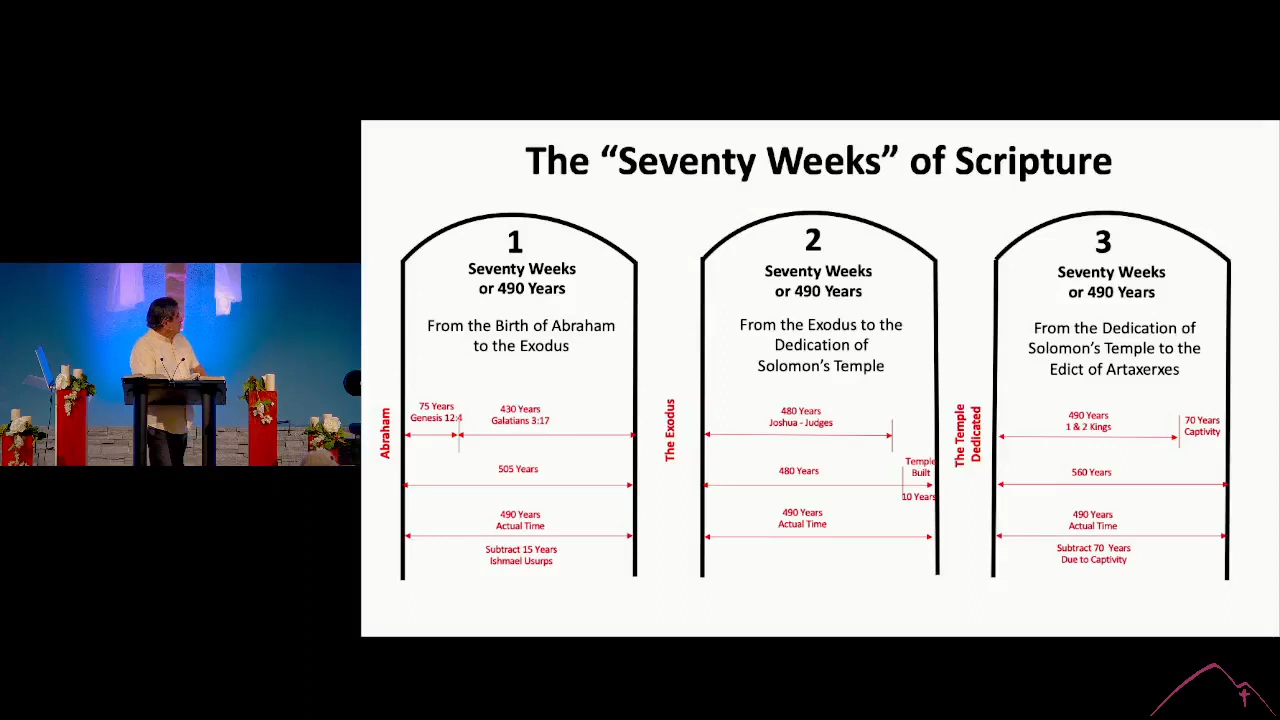 The “Seventy Weeks” of Scripture
1
Seventy Weeks
or 490 Years
From the Birth of Abraham
to the Exodus
Abraham
75 Years
Genesis 12:4
430 Years
Galatians 3:17
505 Years
490 Years
Actual Time
Subtract 15 Years
Ishmael Usurps
2
Seventy Weeks
or 490 Years
From the Exodus to the
Dedication of
Solomon’s Temple
The Exodus
480 Years
Joshua - Judges
480 Years
Temple
Built
10 Years
490 Years
Actual Time
3
Seventy Weeks
or 490 Years
From the Dedication of
Solomon’s Temple to the
Edict of Artaxerxes
The Temple
Dedicated
490 Years
1 & 2 Kings
70 Years
Captivity
560 Years
490 Years
Actual Time
Subtract 70 Years
Due to Captivity